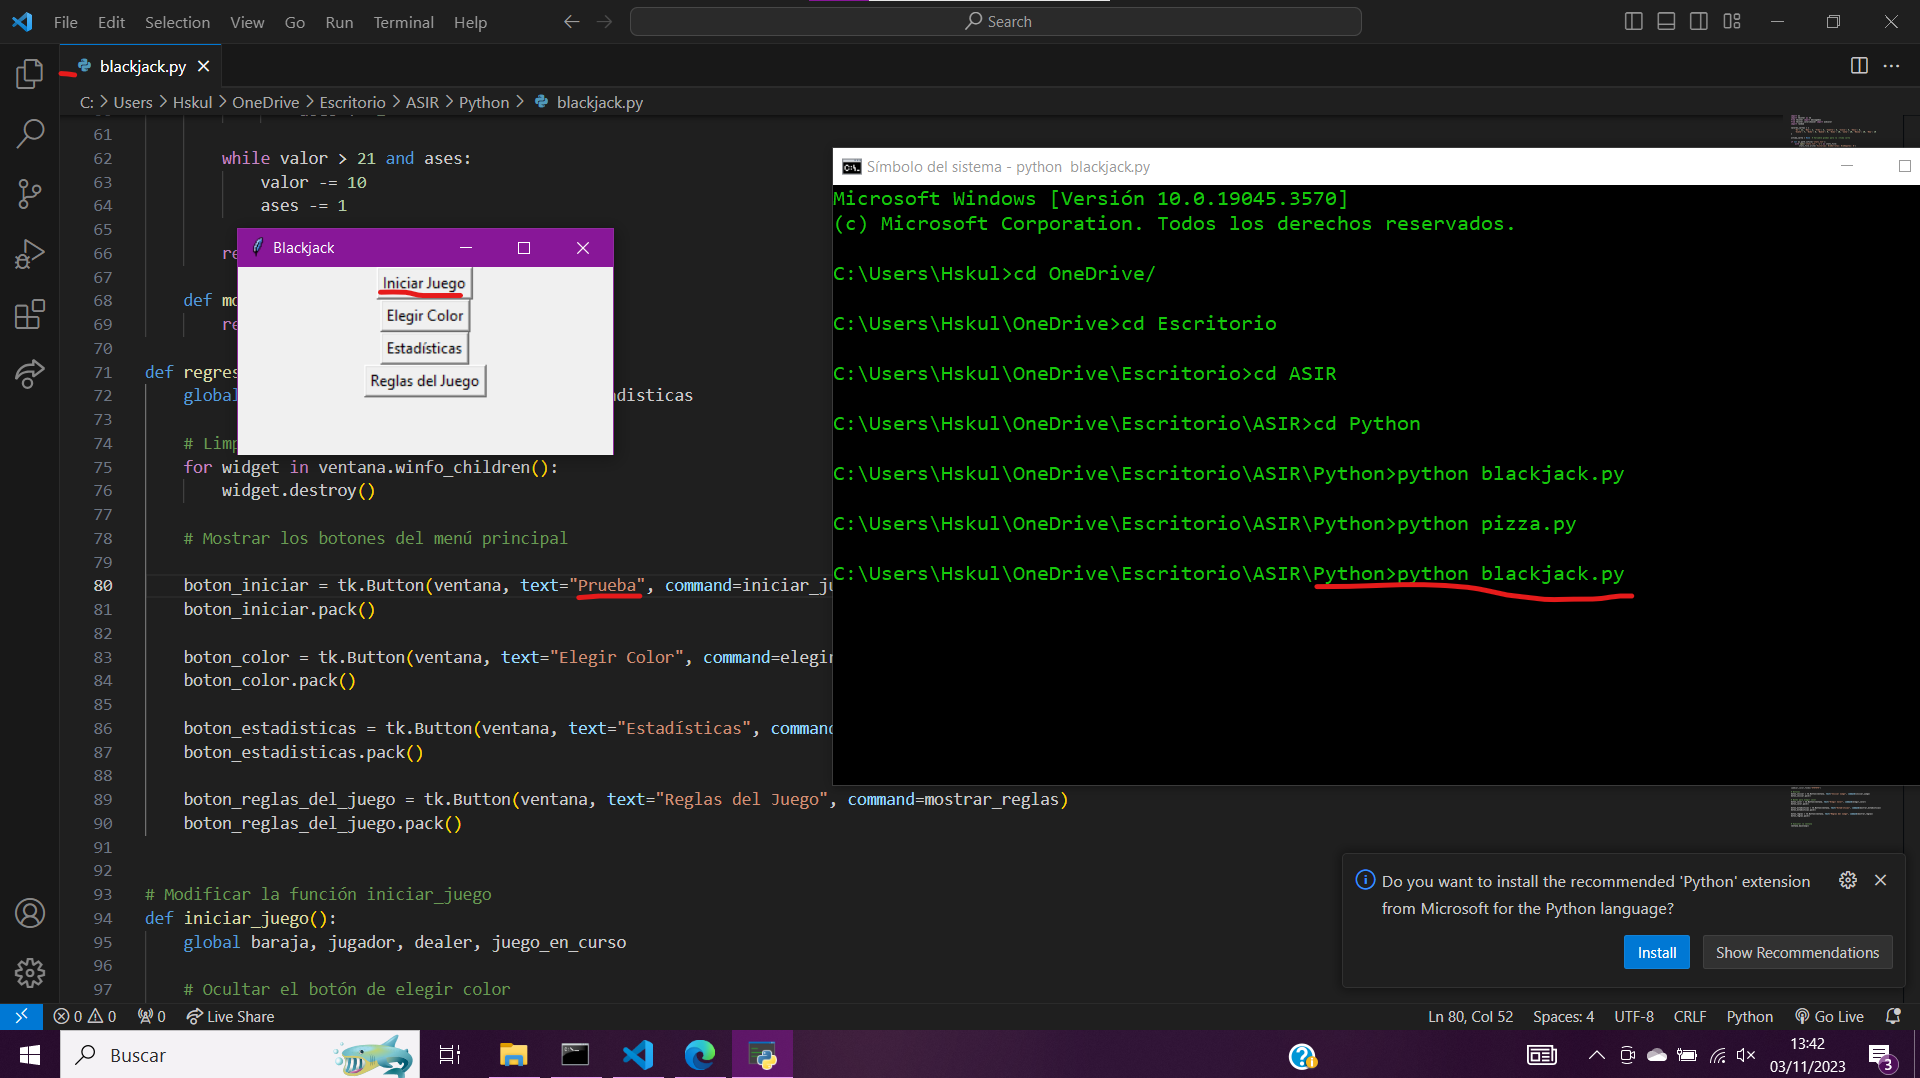 File Edit Selection View Go Run Terminal Help
Search
blackjack.py
C: Users Hskul OneDrive Escritorio ASIR Python blackjack.py
61
62 while valor > 21 and ases:
63 valor -= 10
64 ases -= 1
65
66 re
67
68 def mo
69 re
70
71 def regres
72 global disticas
73
74 # Limp
75 for widget in ventana.winfo_children():
76 widget.destroy()
77
78 # Mostrar los botones del menú principal
79
80 boton_iniciar = tk.Button(ventana, text="Prueba", command=iniciar_ju
81 boton_iniciar.pack()
82
83 boton_color = tk.Button(ventana, text="Elegir Color", command=elegir
84 boton_color.pack()
85
86 boton_estadisticas = tk.Button(ventana, text="Estadísticas", command
87 boton_estadisticas.pack()
88
89 boton_reglas_del_juego = tk.Button(ventana, text="Reglas del Juego", command=mostrar_reglas)
90 boton_reglas_del_juego.pack()
91
92
93 # Modificar la función iniciar_juego
94 def iniciar_juego():
95 global baraja, jugador, dealer, juego_en_curso
96
97 # Ocultar el botón de elegir color
Blackjack
Iniciar Juego
Elegir Color
Estadísticas
Reglas del Juego
Símbolo del sistema - python blackjack.py
Microsoft Windows [Versión 10.0.19045.3570]
(c) Microsoft Corporation. Todos los derechos reservados.
C:\Users\Hskul>cd OneDrive/
C:\Users\Hskul\OneDrive>cd Escritorio
C:\Users\Hskul\OneDrive\Escritorio>cd ASIR
C:\Users\Hskul\OneDrive\Escritorio\ASIR>cd Python
C:\Users\Hskul\OneDrive\Escritorio\ASIR\Python>python blackjack.py
C:\Users\Hskul\OneDrive\Escritorio\ASIR\Python>python pizza.py
C:\Users\Hskul\OneDrive\Escritorio\ASIR\Python>python blackjack.py
Do you want to install the recommended 'Python' extension
from Microsoft for the Python language?
Install Show Recommendations
0 0 0 Live Share
Ln 80, Col 52 Spaces: 4 UTF-8 CRLF Python Go Live
Buscar
13:42
03/11/2023
3